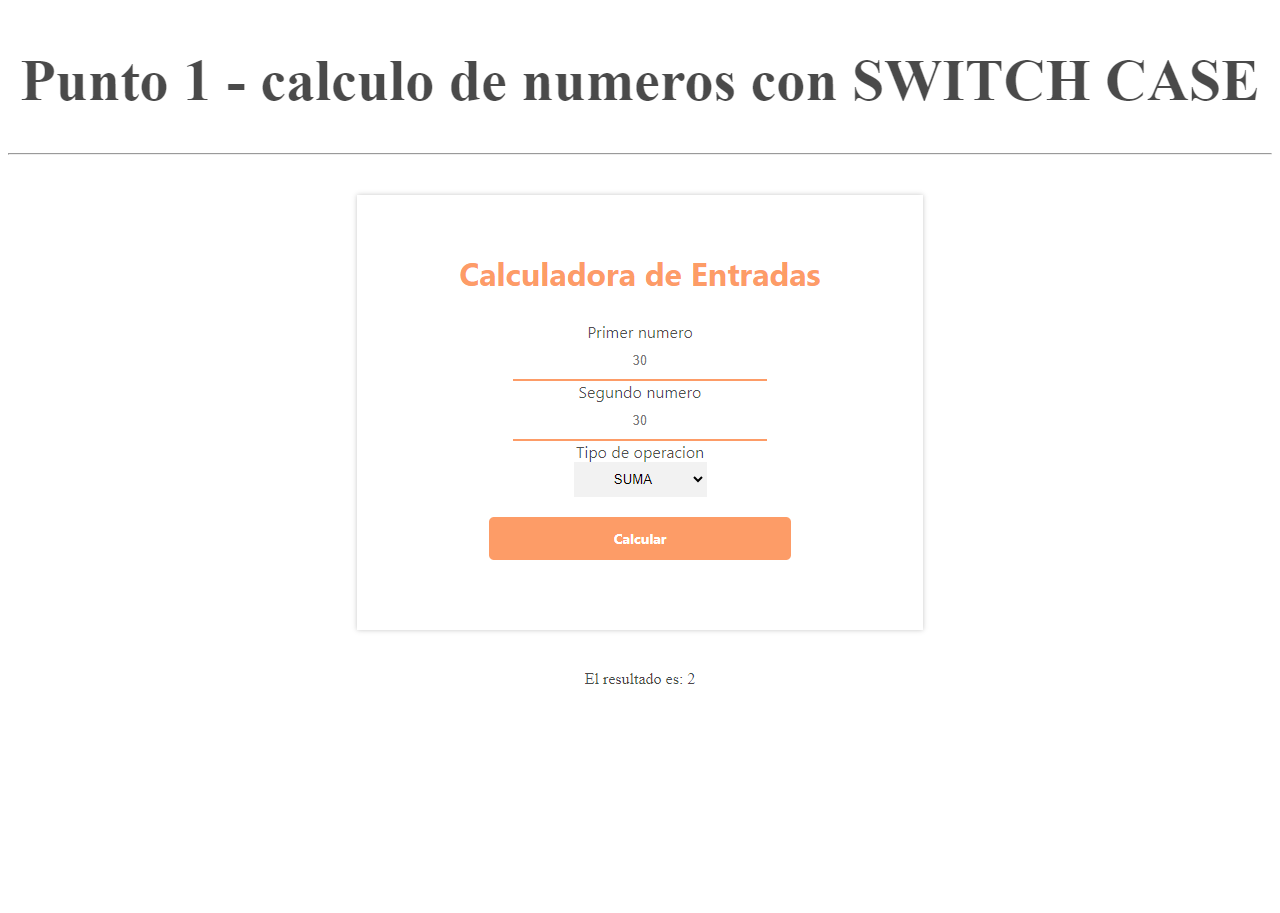 Punto 1 - calculo de numeros con SWITCH CASE
Calculadora de Entradas
Primer numero
30
Segundo numero
30
Tipo de operacion
SUMA
Calcular
El resultado es: 2